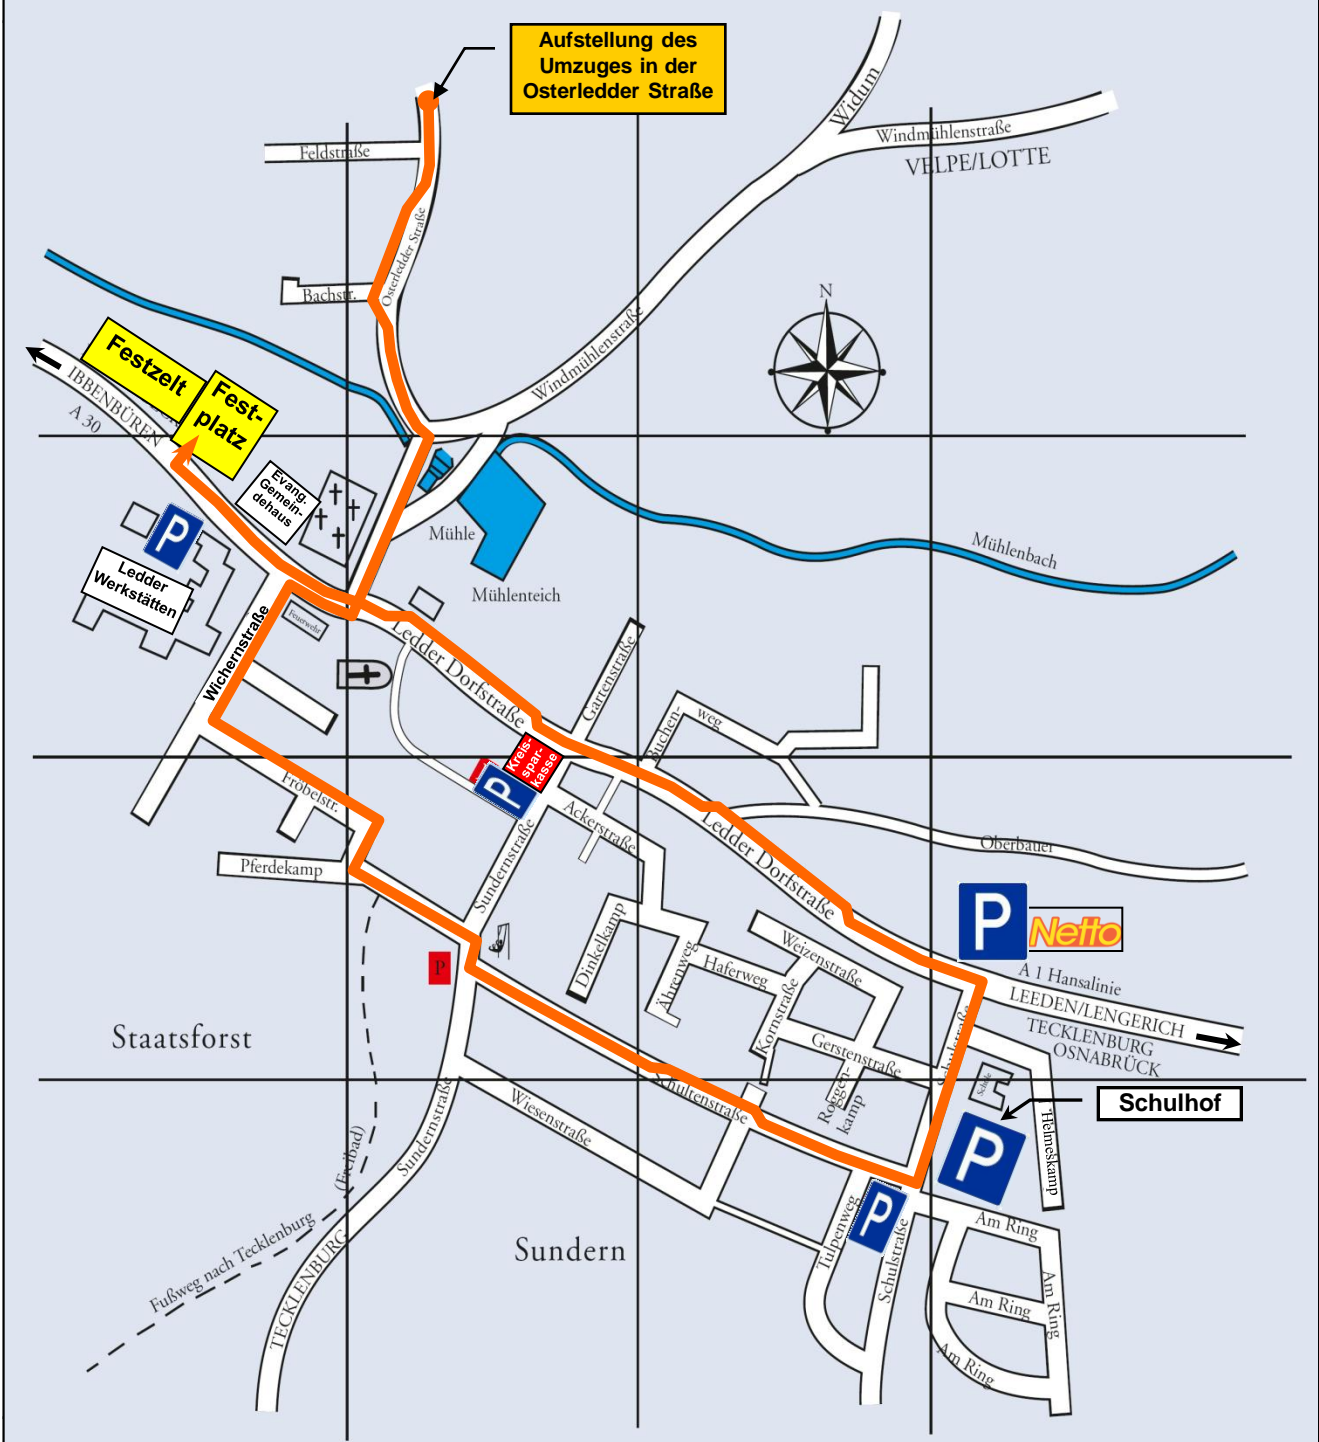 Aufstellung des
Umzuges in der
Osterledder Straße
Widum
Windmühlenstraße
VELPE/LOTTE
Feldstraße
Osterledder Straße
Bachstr.
N
Windmühlenstraße
Festzelt
Fest-
platz
IBBENBÜREN
A 30
Evang.
Gemein-
dehaus
P
Ledder
Werkstätten
Mühle
Mühlenteich
Mühlenbach
Feuerwehr
Wichernstraße
Ledder Dorfstraße
Gartenstraße
Buchen-
weg
Kreis-
spar-
kasse
P
Fröbelstr.
Ackerstraße
Ledder Dorfstraße
Oberbauer
Pferdekamp
Sundernstraße
P
Netto
Dinkelkamp
Ährenweg
Haferweg
Weizenstraße
Kornstraße
P
A 1 Hansalinie
LEEDEN/LENGERICH
TECKLENBURG
OSNABRÜCK
Staatsforst
Gerstenstraße
Schulstraße
Roggen-
kamp
Schule
Schulhof
Schultenstraße
Wiesenstraße
Sundernstraße
(Freibad)
Helmeskamp
P
P
Tulpenweg
Schulstraße
Am Ring
Fußweg nach Tecklenburg
TECKLENBURG
Sundern
Am Ring
Am Ring
Am Ring